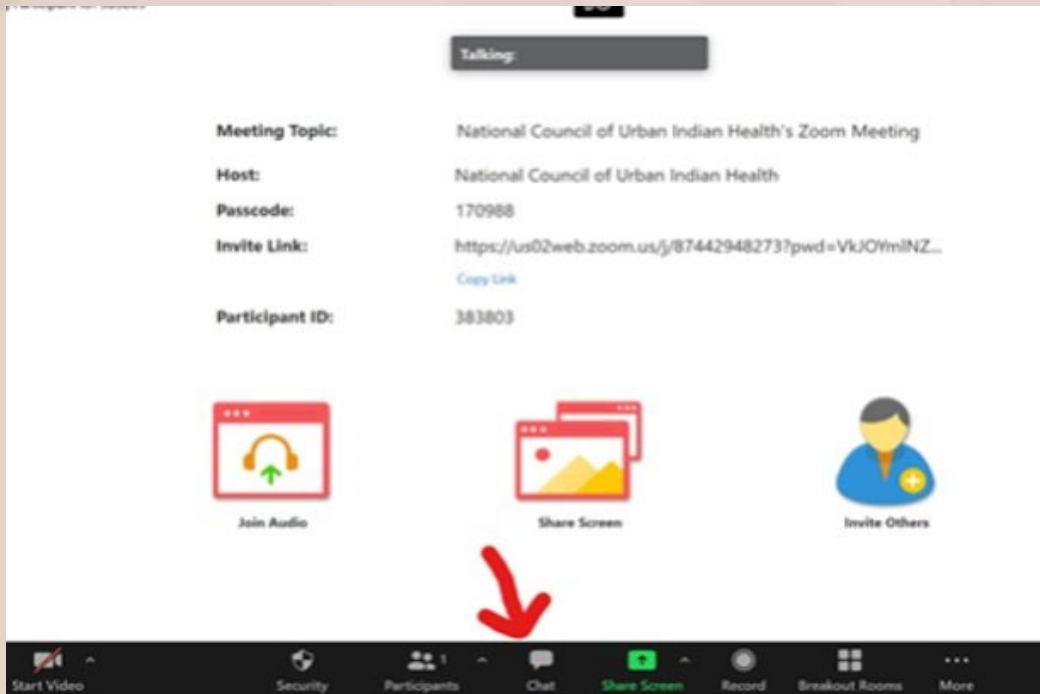 Talking:
Meeting Topic: National Council of Urban Indian Health's Zoom Meeting
Host: National Council of Urban Indian Health
Passcode: 170988
Invite Link: https://us02web.zoom.us/j/87442948273?pwd=VkJOYmlNZ...
Copy Link
Participant ID: 383803
Join Audio Share Screen Invite Others
1
Start Video Security Participants Chat Share Screen Record Breakout Rooms More